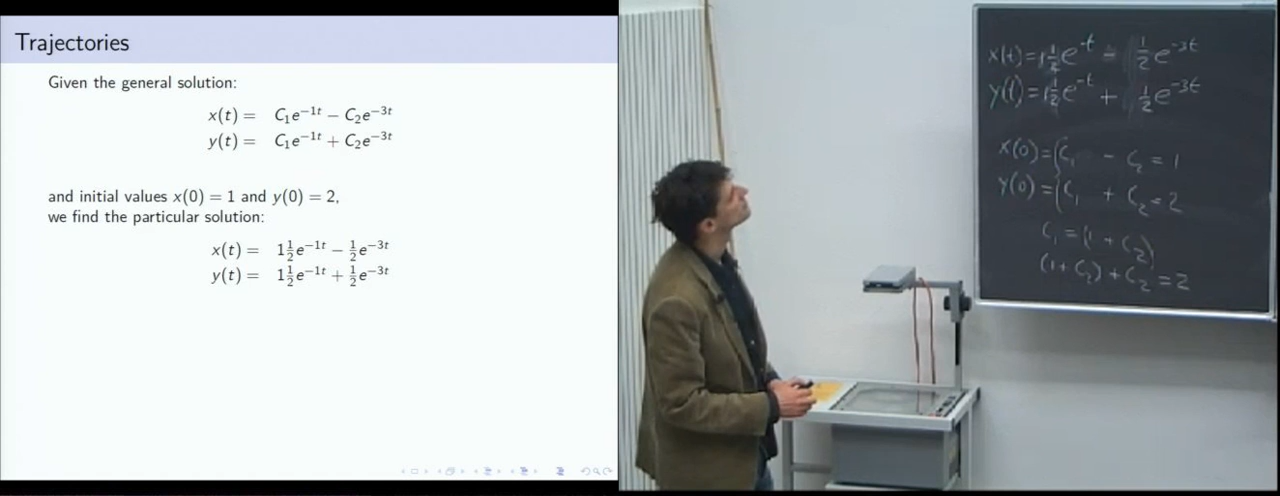 Trajectories
Given the general solution:
x(t) = C₁e⁻¹ᵗ − C₂e⁻³ᵗ
y(t) = C₁e⁻¹ᵗ + C₂e⁻³ᵗ
and initial values x(0) = 1 and y(0) = 2,
we find the particular solution:
x(t) = 1½e⁻¹ᵗ − ½e⁻³ᵗ
y(t) = 1½e⁻¹ᵗ + ½e⁻³ᵗ
x(t) = 1½e⁻ᵗ − ½e⁻³ᵗ
y(t) = 1½e⁻ᵗ + ½e⁻³ᵗ
x(0) = C₁ − C₂ = 1
y(0) = C₁ + C₂ = 2
C₁ = (1 + C₂)
(1 + C₂) + C₂ = 2